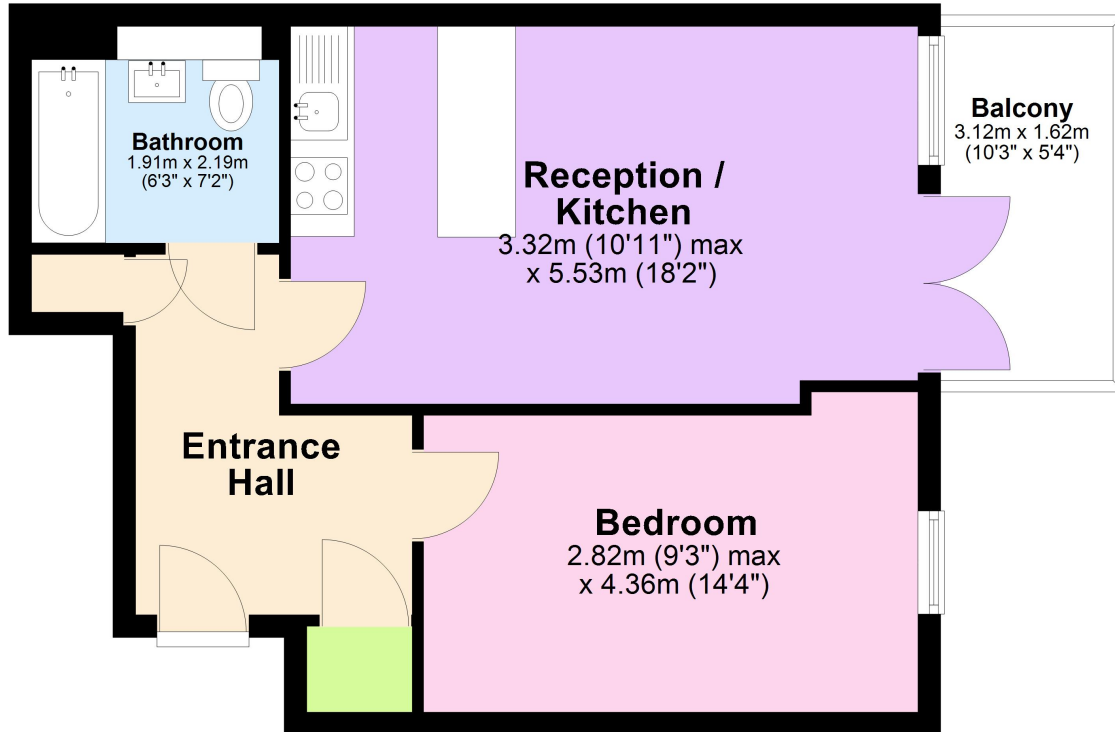 Bathroom
1.91m x 2.19m
(6'3" x 7'2")
Reception /
Kitchen
3.32m (10'11") max
x 5.53m (18'2")
Balcony
3.12m x 1.62m
(10'3" x 5'4")
Entrance
Hall
Bedroom
2.82m (9'3") max
x 4.36m (14'4")